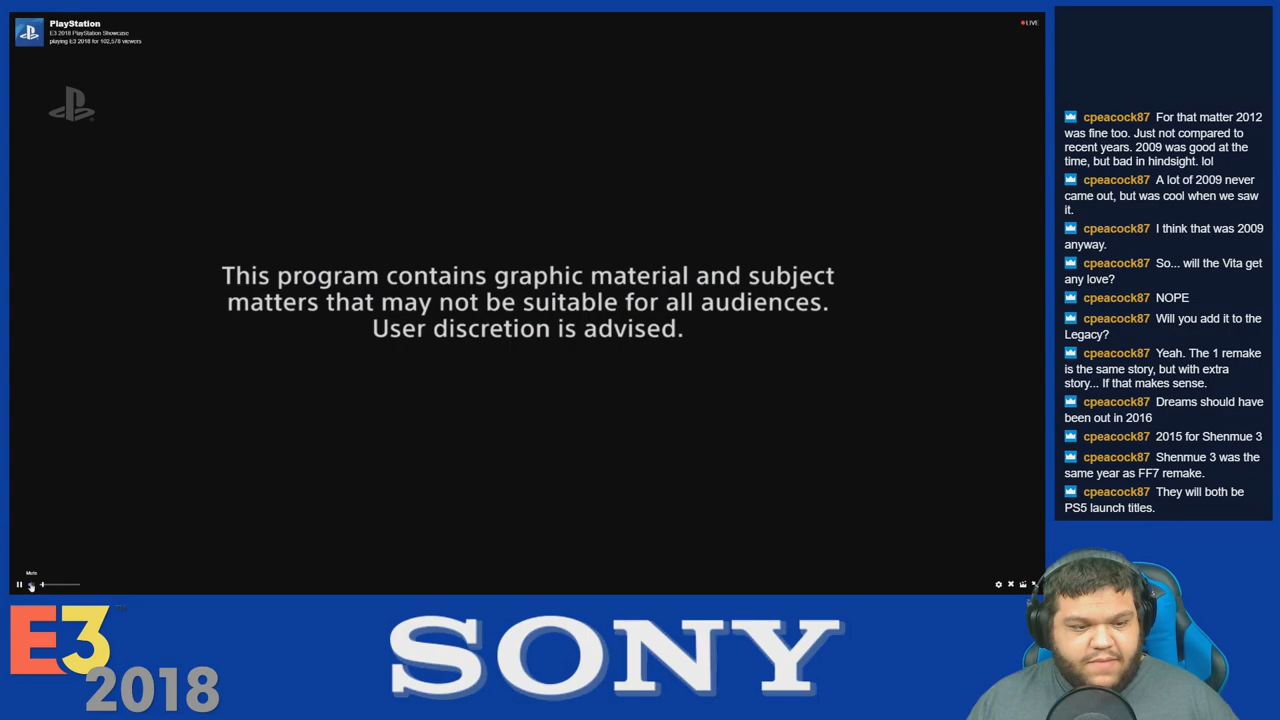 PlayStation
E3 2018 PlayStation Showcase
playing E3 2018 for 102,578 viewers
LIVE
This program contains graphic material and subject
matters that may not be suitable for all audiences.
User discretion is advised.
Mute
cpeacock87 For that matter 2012
was fine too. Just not compared to
recent years. 2009 was good at the
time, but bad in hindsight. lol
cpeacock87 A lot of 2009 never
came out, but was cool when we saw
it.
cpeacock87 I think that was 2009
anyway.
cpeacock87 So... will the Vita get
any love?
cpeacock87 NOPE
cpeacock87 Will you add it to the
Legacy?
cpeacock87 Yeah. The 1 remake
is the same story, but with extra
story... If that makes sense.
cpeacock87 Dreams should have
been out in 2016
cpeacock87 2015 for Shenmue 3
cpeacock87 Shenmue 3 was the
same year as FF7 remake.
cpeacock87 They will both be
PS5 launch titles.
E3
2018
SONY